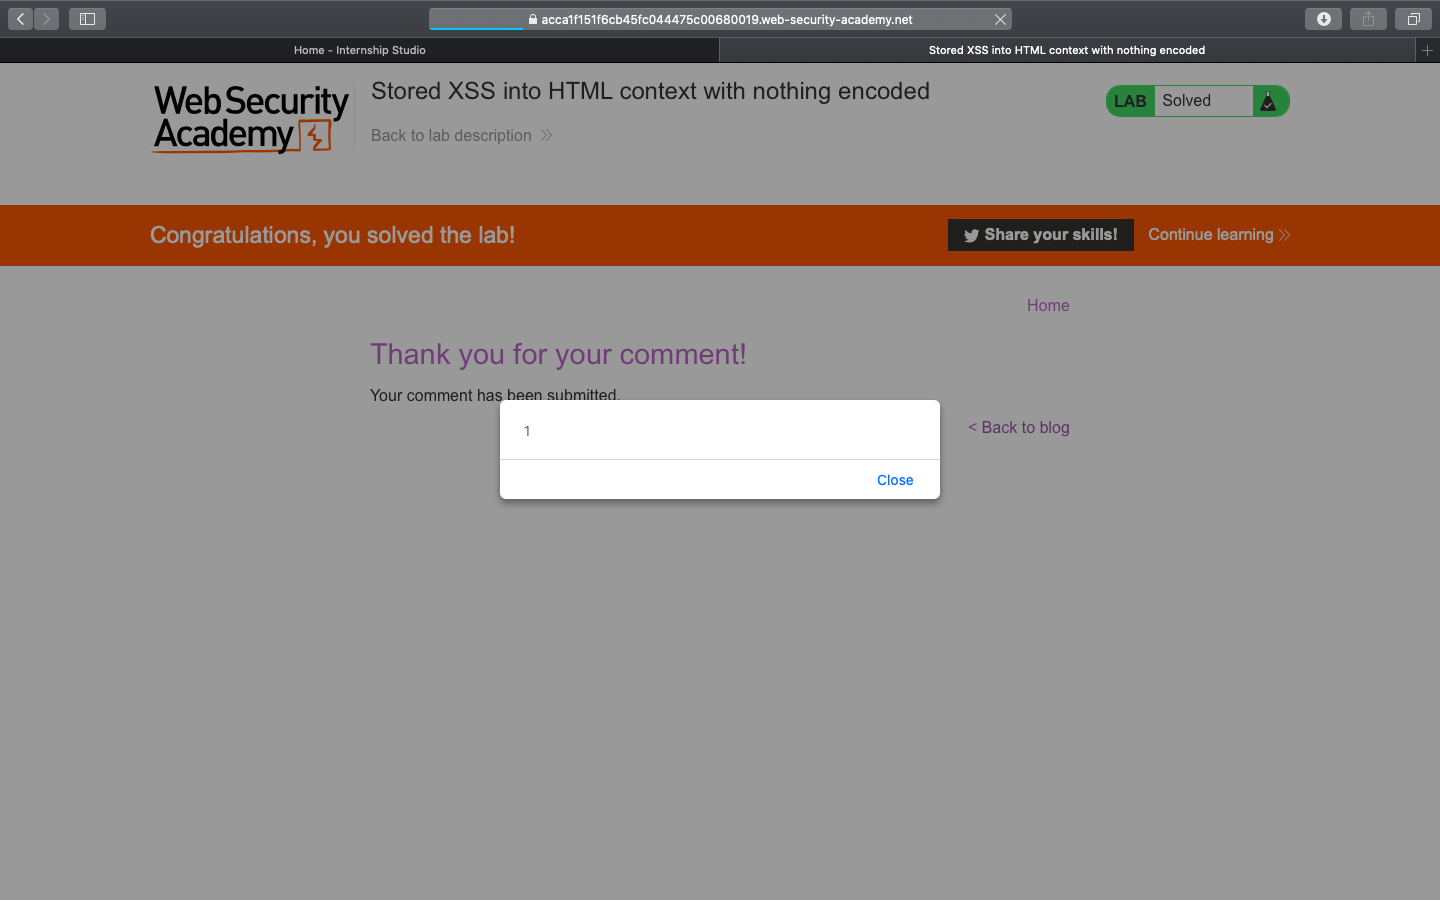 acca1f151f6cb45fc044475c00680019.web-security-academy.net
Home - Internship Studio
Stored XSS into HTML context with nothing encoded
Web Security
Academy
Stored XSS into HTML context with nothing encoded
Back to lab description
LAB Solved
Congratulations, you solved the lab!
Share your skills!
Continue learning
Home
Thank you for your comment!
Your comment has been submitted.
< Back to blog
1
Close